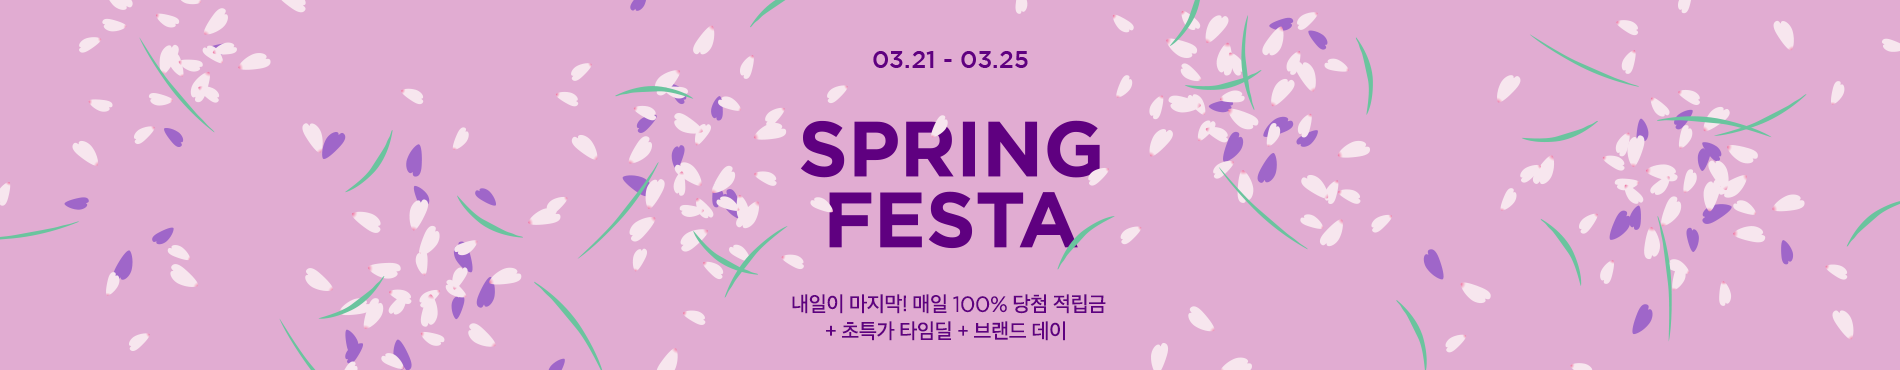 03.21 - 03.25
SPRING
FESTA
내일이 마지막! 매일 100% 당첨 적립금
+ 초특가 타임딜 + 브랜드 데이